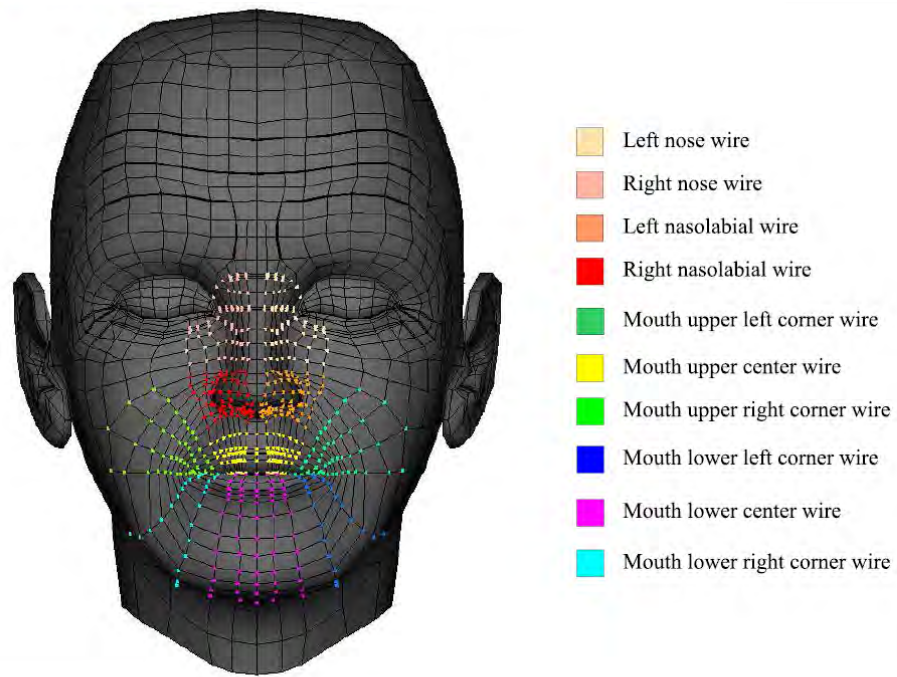 Left nose wire
Right nose wire
Left nasolabial wire
Right nasolabial wire
Mouth upper left corner wire
Mouth upper center wire
Mouth upper right corner wire
Mouth lower left corner wire
Mouth lower center wire
Mouth lower right corner wire